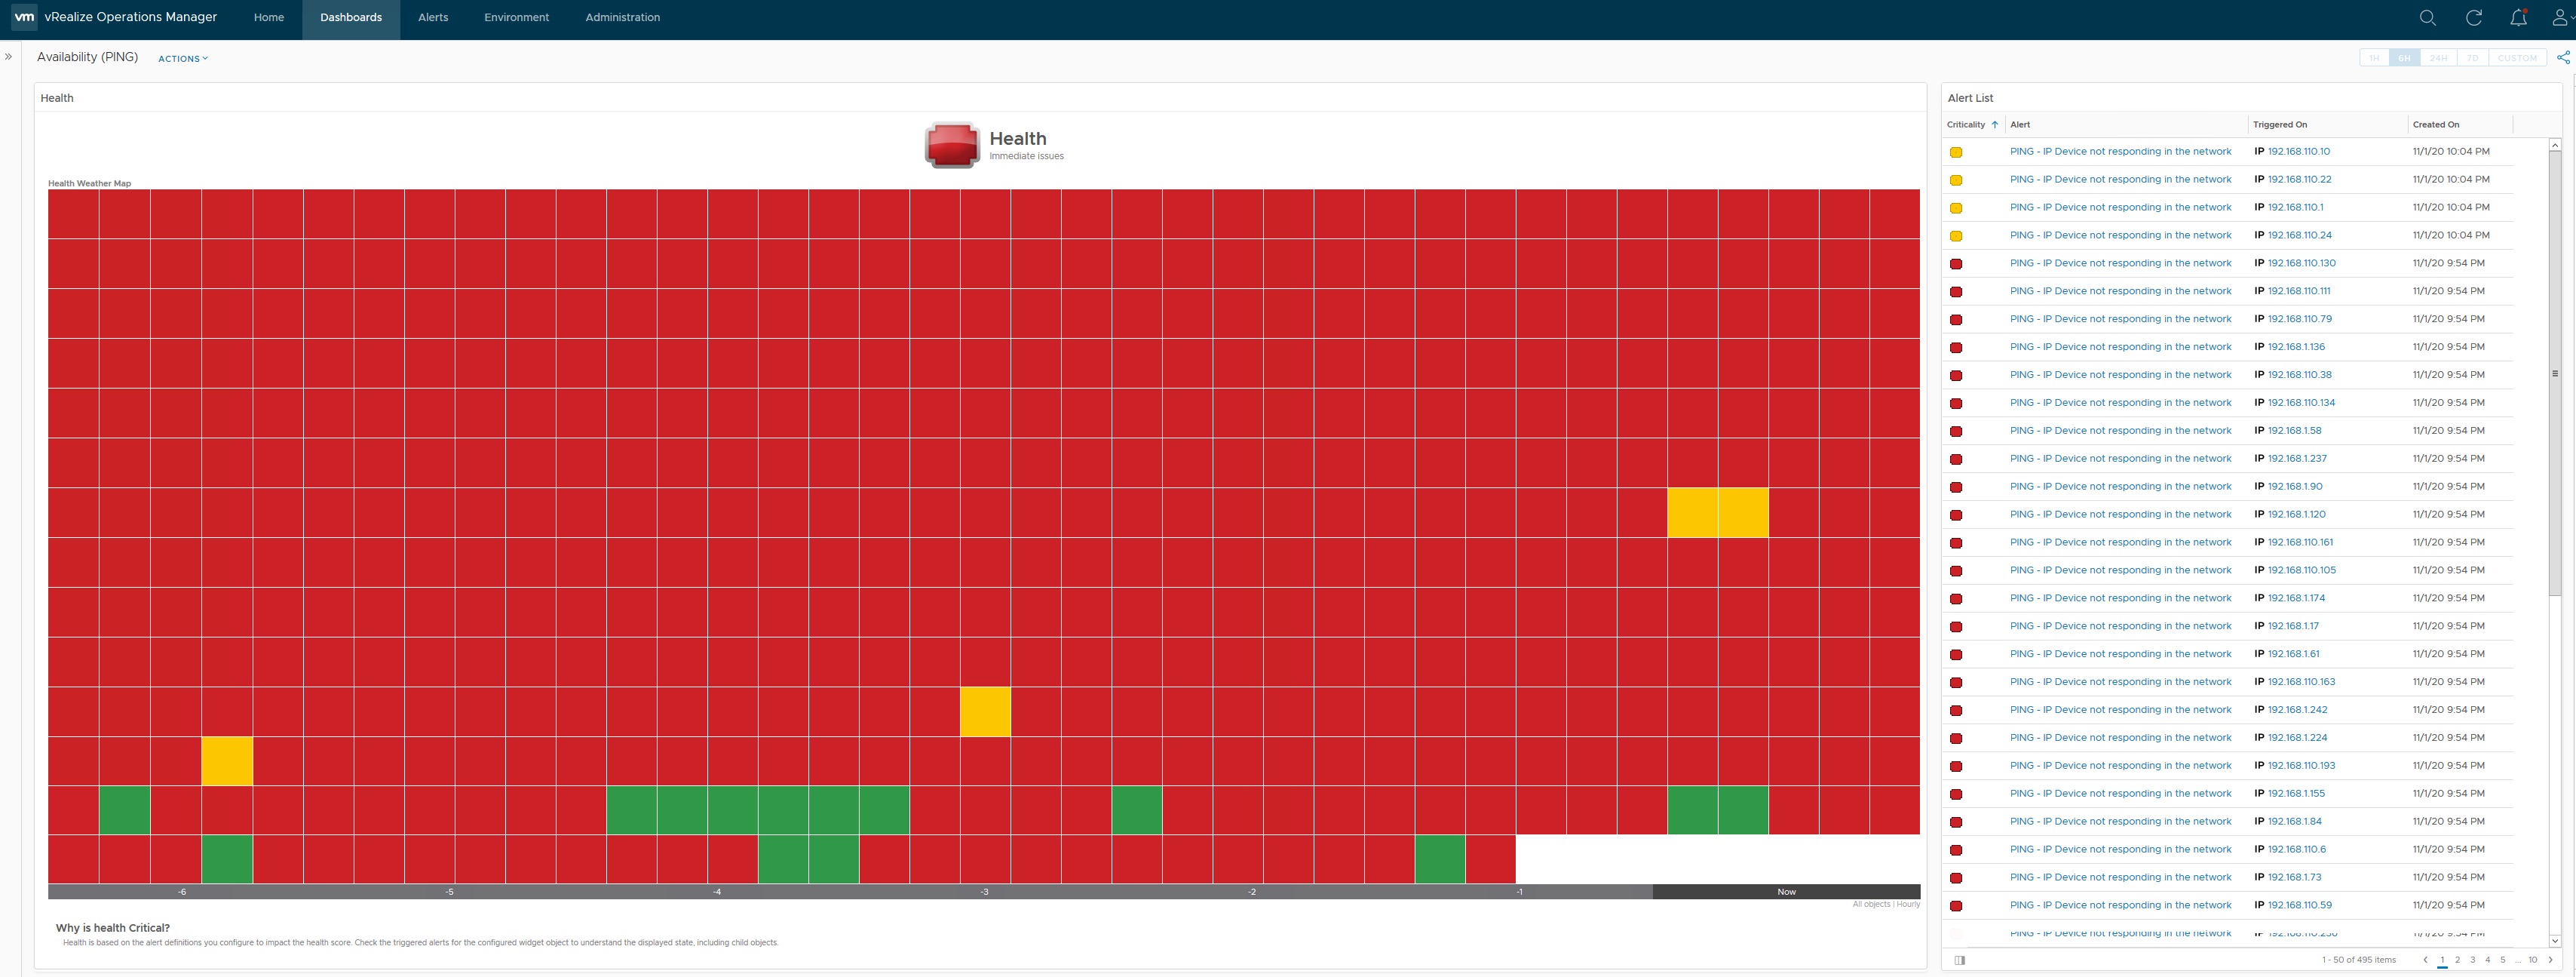 vm vRealize Operations Manager Home Dashboards Alerts Environment Administration
Availability (PING) ACTIONS 1H 6H 24H 7D CUSTOM
Health
Health
Immediate issues
Health Weather Map
-6 -5 -4 -3 -2 -1 Now
All objects | Hourly
Why is health Critical?
Health is based on the alert definitions you configure to impact the health score. Check the triggered alerts for the configured widget object to understand the displayed state, including child objects.
Alert List
Criticality Alert Triggered On Created On
PING - IP Device not responding in the network IP 192.168.110.10 11/1/20 10:04 PM
PING - IP Device not responding in the network IP 192.168.110.22 11/1/20 10:04 PM
PING - IP Device not responding in the network IP 192.168.110.1 11/1/20 10:04 PM
PING - IP Device not responding in the network IP 192.168.110.24 11/1/20 10:04 PM
PING - IP Device not responding in the network IP 192.168.110.130 11/1/20 9:54 PM
PING - IP Device not responding in the network IP 192.168.110.111 11/1/20 9:54 PM
PING - IP Device not responding in the network IP 192.168.110.79 11/1/20 9:54 PM
PING - IP Device not responding in the network IP 192.168.1.136 11/1/20 9:54 PM
PING - IP Device not responding in the network IP 192.168.110.38 11/1/20 9:54 PM
PING - IP Device not responding in the network IP 192.168.110.134 11/1/20 9:54 PM
PING - IP Device not responding in the network IP 192.168.1.58 11/1/20 9:54 PM
PING - IP Device not responding in the network IP 192.168.1.237 11/1/20 9:54 PM
PING - IP Device not responding in the network IP 192.168.1.90 11/1/20 9:54 PM
PING - IP Device not responding in the network IP 192.168.1.120 11/1/20 9:54 PM
PING - IP Device not responding in the network IP 192.168.110.161 11/1/20 9:54 PM
PING - IP Device not responding in the network IP 192.168.110.105 11/1/20 9:54 PM
PING - IP Device not responding in the network IP 192.168.1.174 11/1/20 9:54 PM
PING - IP Device not responding in the network IP 192.168.1.17 11/1/20 9:54 PM
PING - IP Device not responding in the network IP 192.168.1.61 11/1/20 9:54 PM
PING - IP Device not responding in the network IP 192.168.110.163 11/1/20 9:54 PM
PING - IP Device not responding in the network IP 192.168.1.242 11/1/20 9:54 PM
PING - IP Device not responding in the network IP 192.168.1.224 11/1/20 9:54 PM
PING - IP Device not responding in the network IP 192.168.110.193 11/1/20 9:54 PM
PING - IP Device not responding in the network IP 192.168.1.155 11/1/20 9:54 PM
PING - IP Device not responding in the network IP 192.168.1.84 11/1/20 9:54 PM
PING - IP Device not responding in the network IP 192.168.110.6 11/1/20 9:54 PM
PING - IP Device not responding in the network IP 192.168.1.73 11/1/20 9:54 PM
PING - IP Device not responding in the network IP 192.168.110.59 11/1/20 9:54 PM
PING - IP Device not responding in the network IP
1 - 50 of 495 items 1 2 3 4 5 ... 10